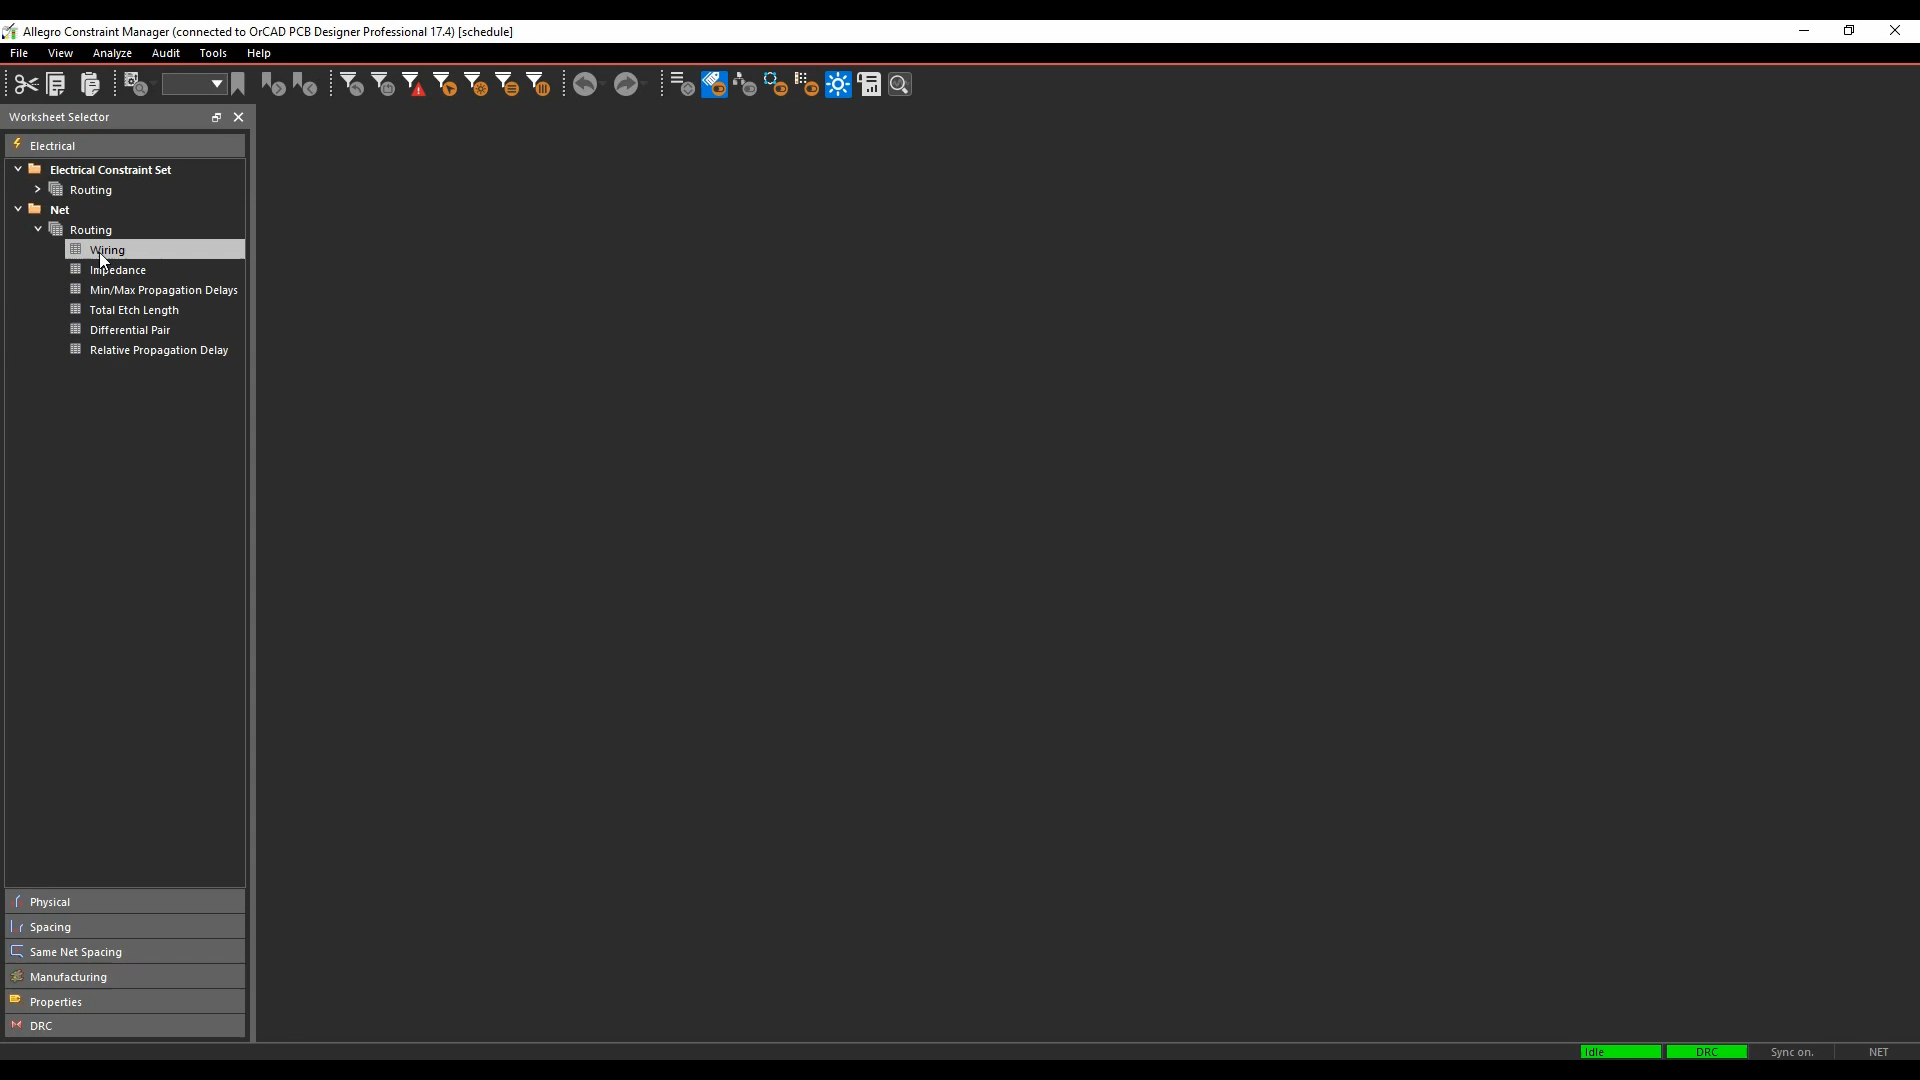 Allegro Constraint Manager (connected to OrCAD PCB Designer Professional 17.4) [schedule]
File View Analyze Audit Tools Help
Worksheet Selector
Electrical
Electrical Constraint Set
Routing
Net
Routing
Wiring
Impedance
Min/Max Propagation Delays
Total Etch Length
Differential Pair
Relative Propagation Delay
Physical
Spacing
Same Net Spacing
Manufacturing
Properties
DRC
Idle DRC Sync on. NET